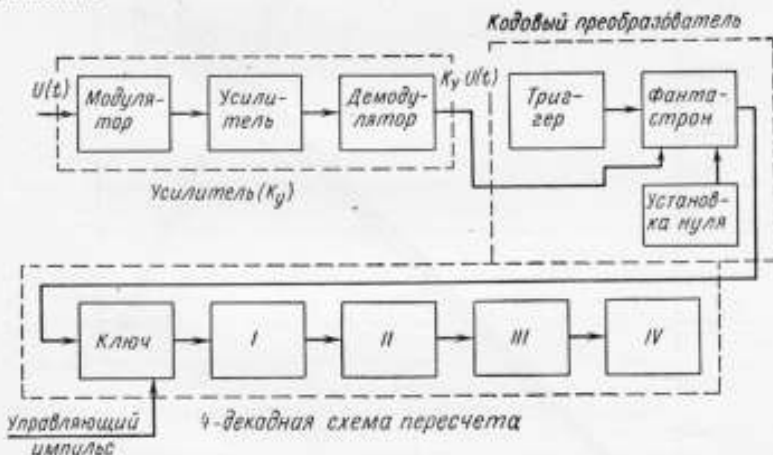 Кодовый преобразователь
U(t)
Модуля-
тор
Усили-
тель
Демоду-
лятор
Kу U(t)
Триг-
гер
Фанта-
строн
Усилитель (Kу)
Установ-
ка нуля
Ключ
I
II
III
IV
Управляющий
импульс
4-декадная схема пересчета